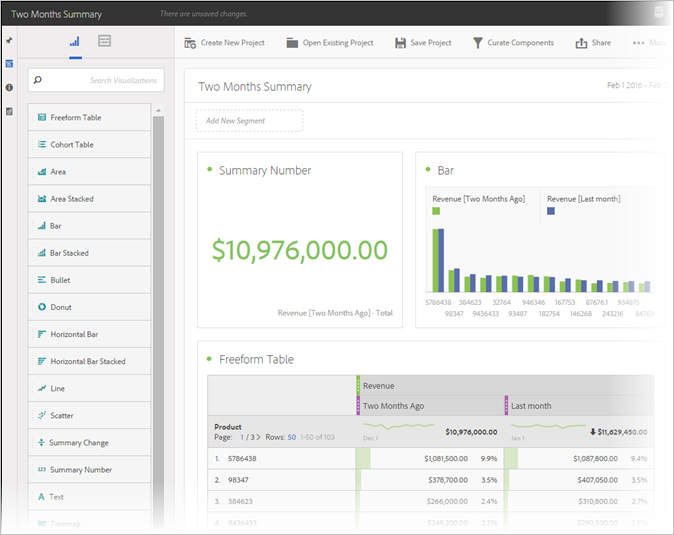 Two Months Summary
There are unsaved changes.
Create New Project
Open Existing Project
Save Project
Curate Components
Share
More
Search Visualizations
Freeform Table
Cohort Table
Area
Area Stacked
Bar
Bar Stacked
Bullet
Donut
Horizontal Bar
Horizontal Bar Stacked
Line
Scatter
Summary Change
123 Summary Number
A Text
Treemap
Two Months Summary
Feb 1 2016 - Feb
Add New Segment
Summary Number
$10,976,000.00
Revenue [Two Months Ago] · Total
Bar
Revenue [Two Months Ago] Revenue [Last month]
5786438 384623 32764 946346 167753 876761 934875
98347 9436433 93487 182754 146268 243216 84763
Freeform Table
Revenue
Two Months Ago Last month
Product
Page: 1 / 3 > Rows: 50 1-50 of 103
Dec 1 $10,976,000.00 Jan 1 $11,629,450.00
1. 5786438 $1,081,500.00 9.9% $1,087,800.00 9.4%
2. 98347 $378,700.00 3.5% $407,050.00 3.5%
3. 384623 $266,000.00 2.4% $310,800.00 2.7%
4. 9436433 $249,200.00 2.3% $290,500.00